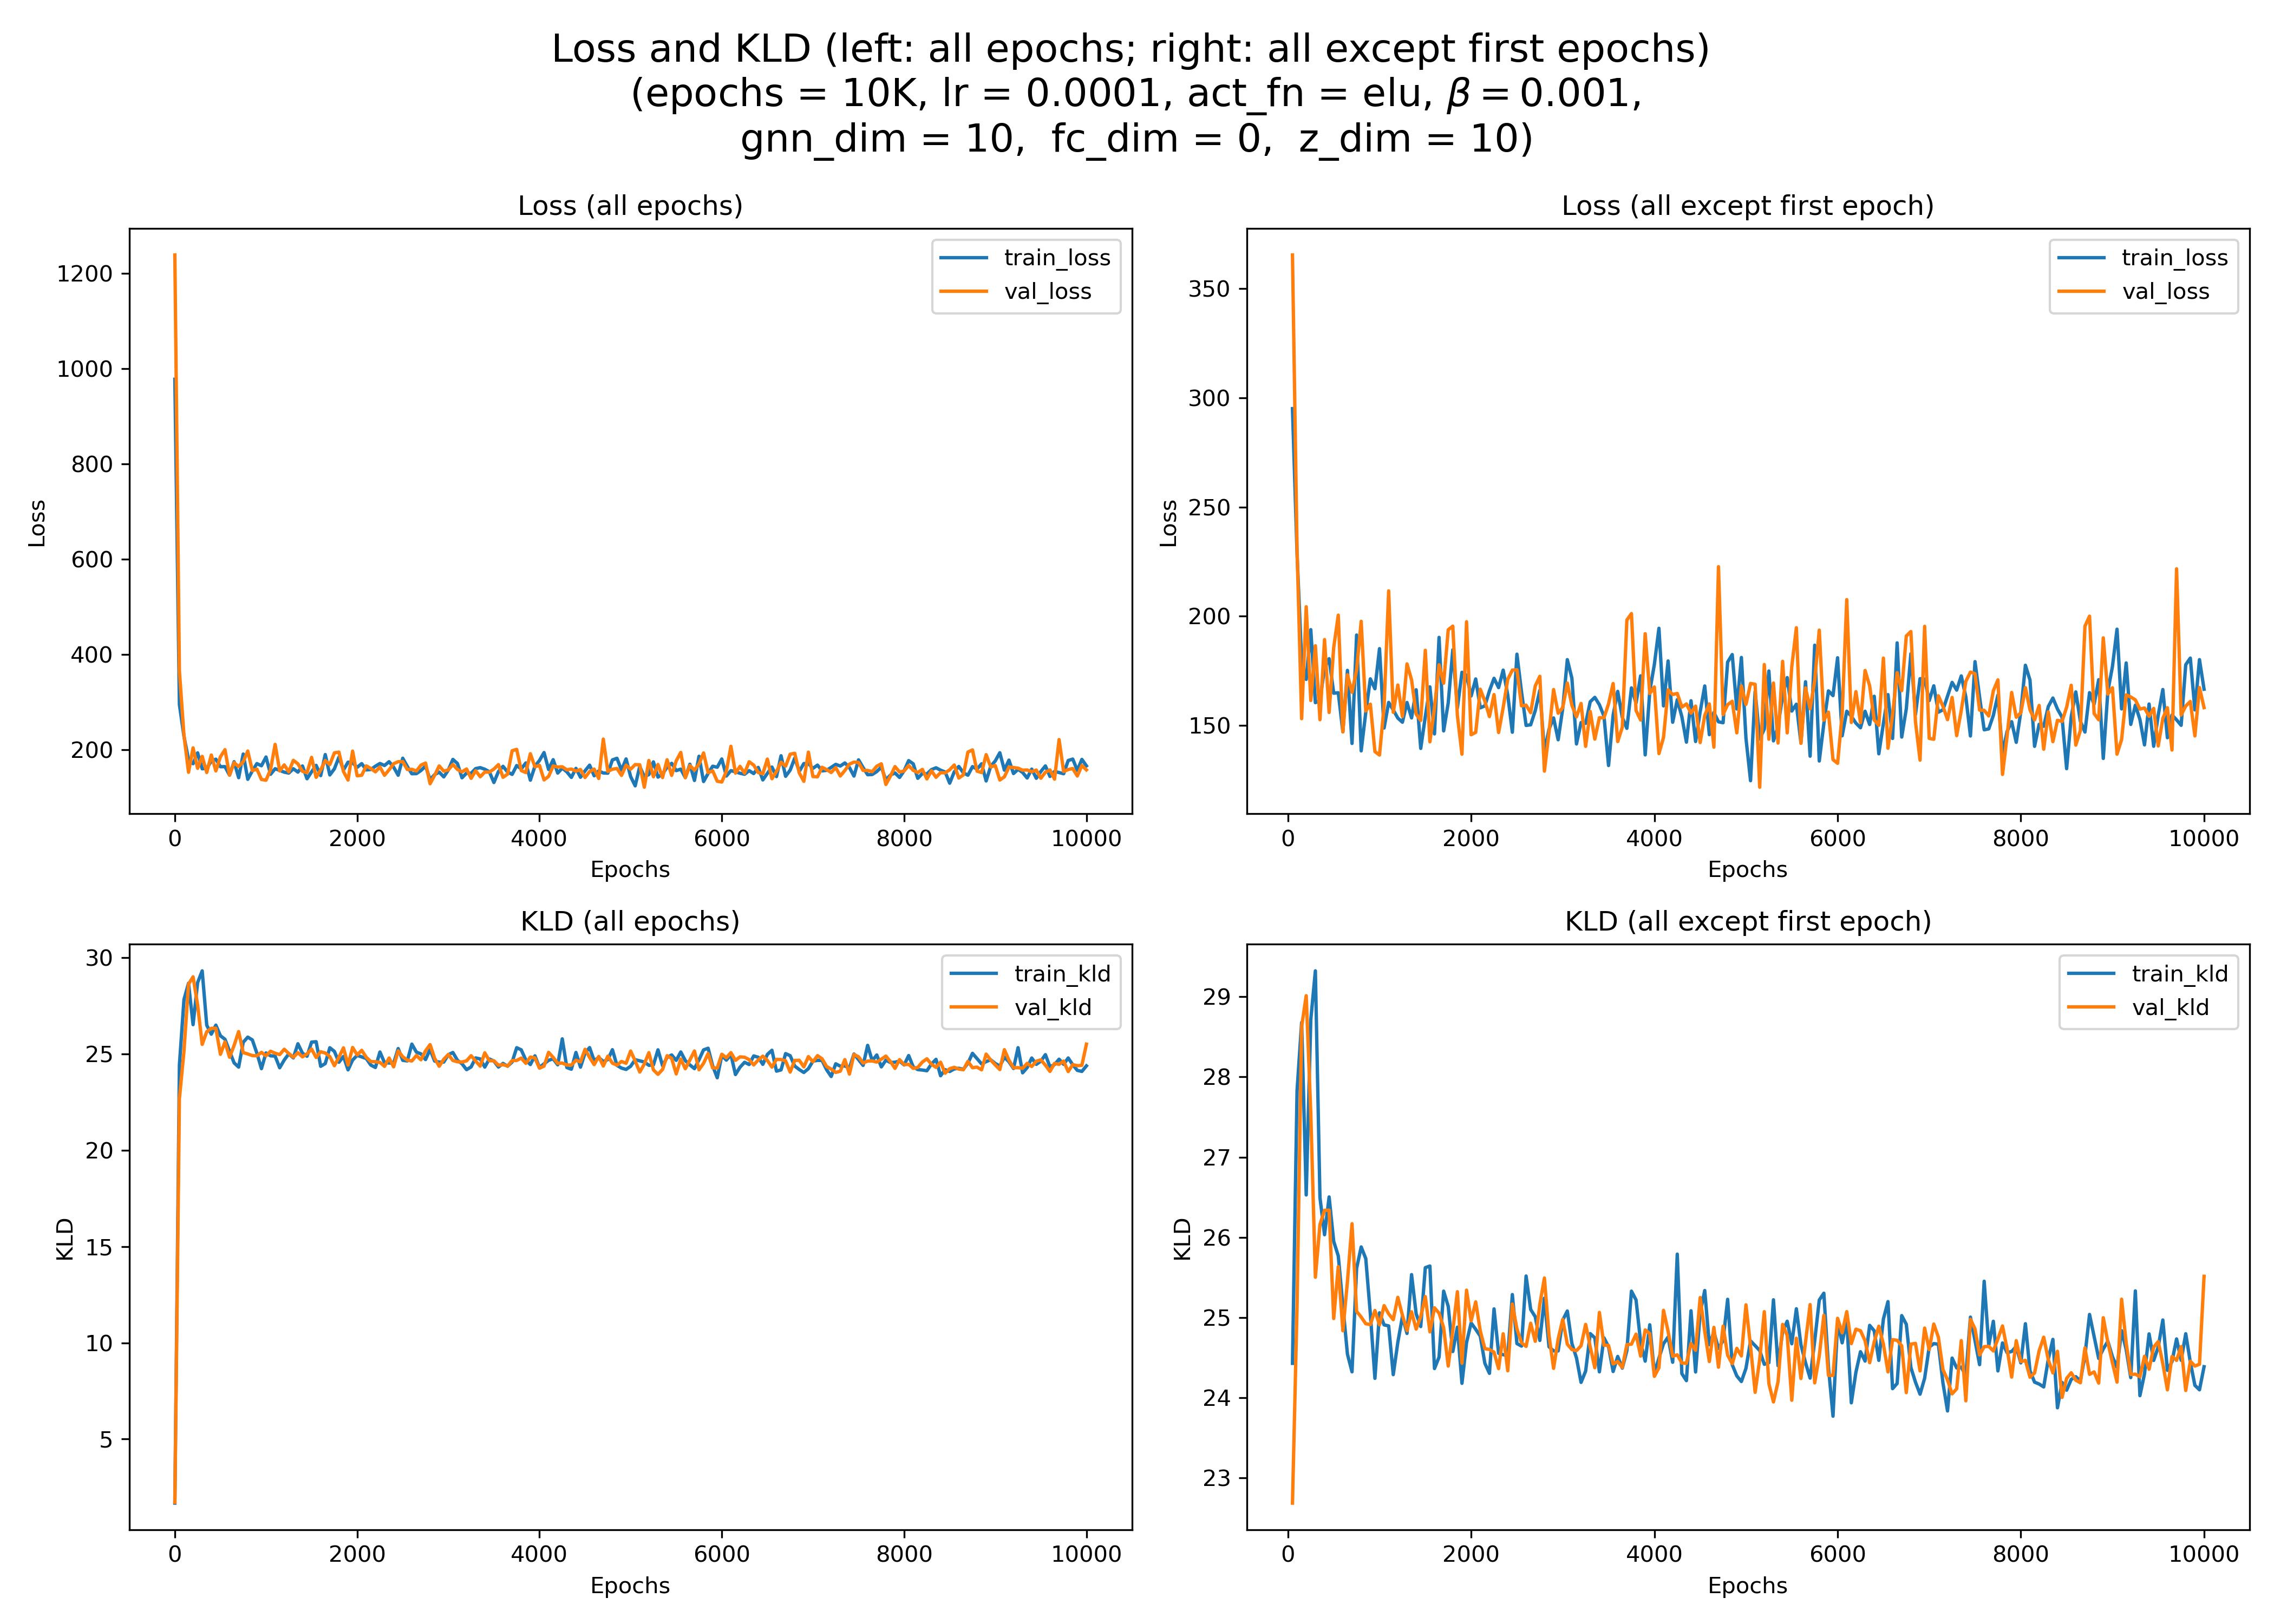 Loss and KLD (left: all epochs; right: all except first epochs)
(epochs = 10K, lr = 0.0001, act_fn = elu, β = 0.001,
gnn_dim = 10,  fc_dim = 0,  z_dim = 10)
Loss (all epochs)
train_loss
val_loss
1200
1000
800
600
400
200
Loss
0 2000 4000 6000 8000 10000
Epochs
Loss (all except first epoch)
train_loss
val_loss
350
300
250
200
150
Loss
0 2000 4000 6000 8000 10000
Epochs
KLD (all epochs)
train_kld
val_kld
30
25
20
15
10
5
KLD
0 2000 4000 6000 8000 10000
Epochs
KLD (all except first epoch)
train_kld
val_kld
29
28
27
26
25
24
23
KLD
0 2000 4000 6000 8000 10000
Epochs